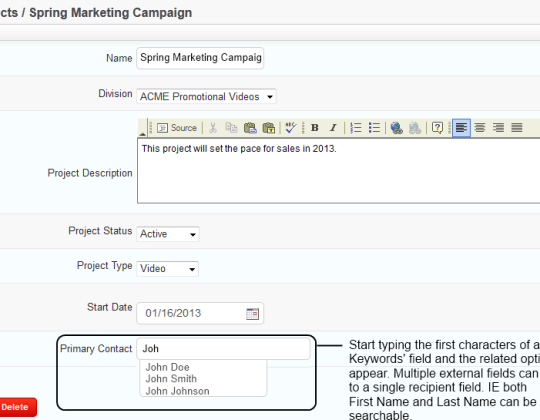 cts / Spring Marketing Campaign
Name Spring Marketing Campaig
Division ACME Promotional Videos
Source B I
Project Description This project will set the pace for sales in 2013.
Project Status Active
Project Type Video
Start Date 01/16/2013
Primary Contact Joh
John Doe
John Smith
John Johnson
Start typing the first characters of a
Keywords' field and the related opti
appear. Multiple external fields can
to a single recipient field. IE both
First Name and Last Name can be
searchable.
Delete